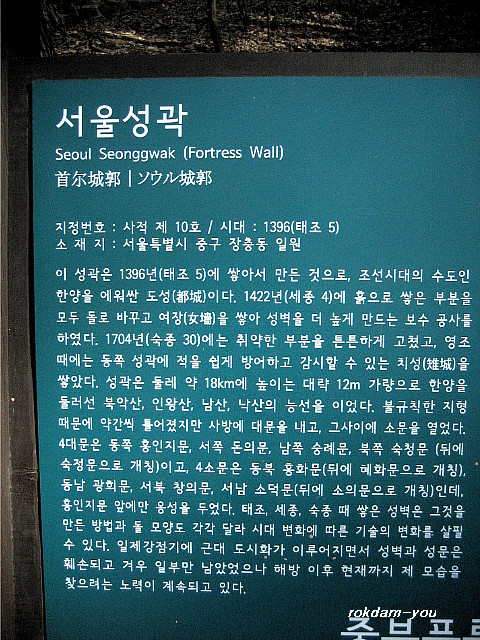 서울성곽
Seoul Seonggwak (Fortress Wall)
首尔城郭 | ソウル城郭
지정번호 : 사적 제 10호 / 시대 : 1396(태조 5)
소 재 지 : 서울특별시 중구 장충동 일원
이 성곽은 1396년(태조 5)에 쌓아서 만든 것으로, 조선시대의 수도인
한양을 에워싼 도성(都城)이다. 1422년(세종 4)에 흙으로 쌓은 부분을
모두 돌로 바꾸고 여장(女墻)을 쌓아 성벽을 더 높게 만드는 보수 공사를
하였다. 1704년(숙종 30)에는 취약한 부분을 튼튼하게 고쳤고, 영조
때에는 동쪽 성곽에 적을 쉽게 방어하고 감시할 수 있는 치성(雉城)을
쌓았다. 성곽은 둘레 약 18km에 높이는 대략 12m 가량으로 한양을
둘러선 북악산, 인왕산, 남산, 낙산의 능선을 이었다. 불규칙한 지형
때문에 약간씩 틀어졌지만 사방에 대문을 내고, 그사이에 소문을 열었다.
4대문은 동쪽 흥인지문, 서쪽 돈의문, 남쪽 숭례문, 북쪽 숙청문 (뒤에
숙정문으로 개칭)이고, 4소문은 동북 홍화문(뒤에 혜화문으로 개칭),
동남 광희문, 서북 창의문, 서남 소덕문(뒤에 소의문으로 개칭)인데,
흥인지문 앞에만 옹성을 두었다. 태조, 세종, 숙종 때 쌓은 성벽은 그것을
만든 방법과 돌 모양도 각각 달라 시대 변화에 따른 기술의 변화를 살필
수 있다. 일제강점기에 근대 도시화가 이루어지면서 성벽과 성문은
훼손되고 겨우 일부만 남았었으나 해방 이후 현재까지 제 모습을
찾으려는 노력이 계속되고 있다.
rokdam-you
중부푸